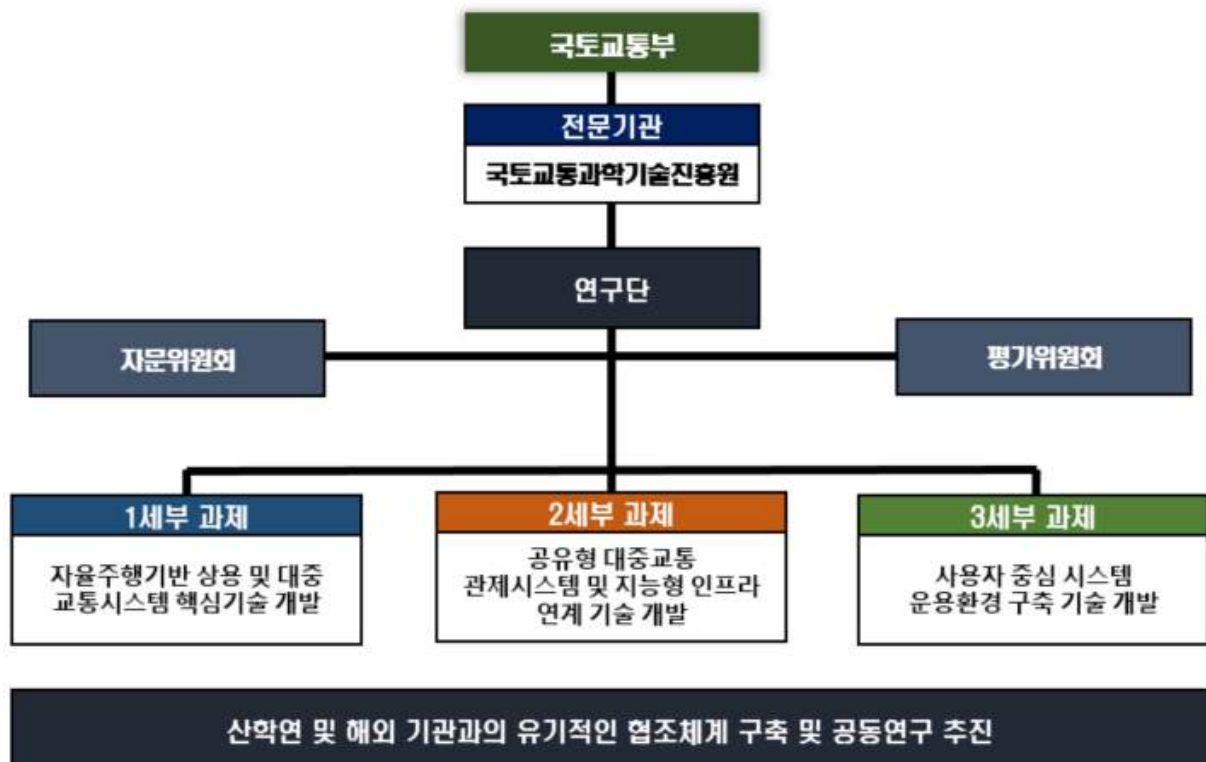 국토교통부
전문기관
국토교통과학기술진흥원
연구단
자문위원회
평가위원회
1세부 과제
자율주행기반 상용 및 대중
교통시스템 핵심기술 개발
2세부 과제
공유형 대중교통
관제시스템 및 지능형 인프라
연계 기술 개발
3세부 과제
사용자 중심 시스템
운용환경 구축 기술 개발
산학연 및 해외 기관과의 유기적인 협조체계 구축 및 공동연구 추진